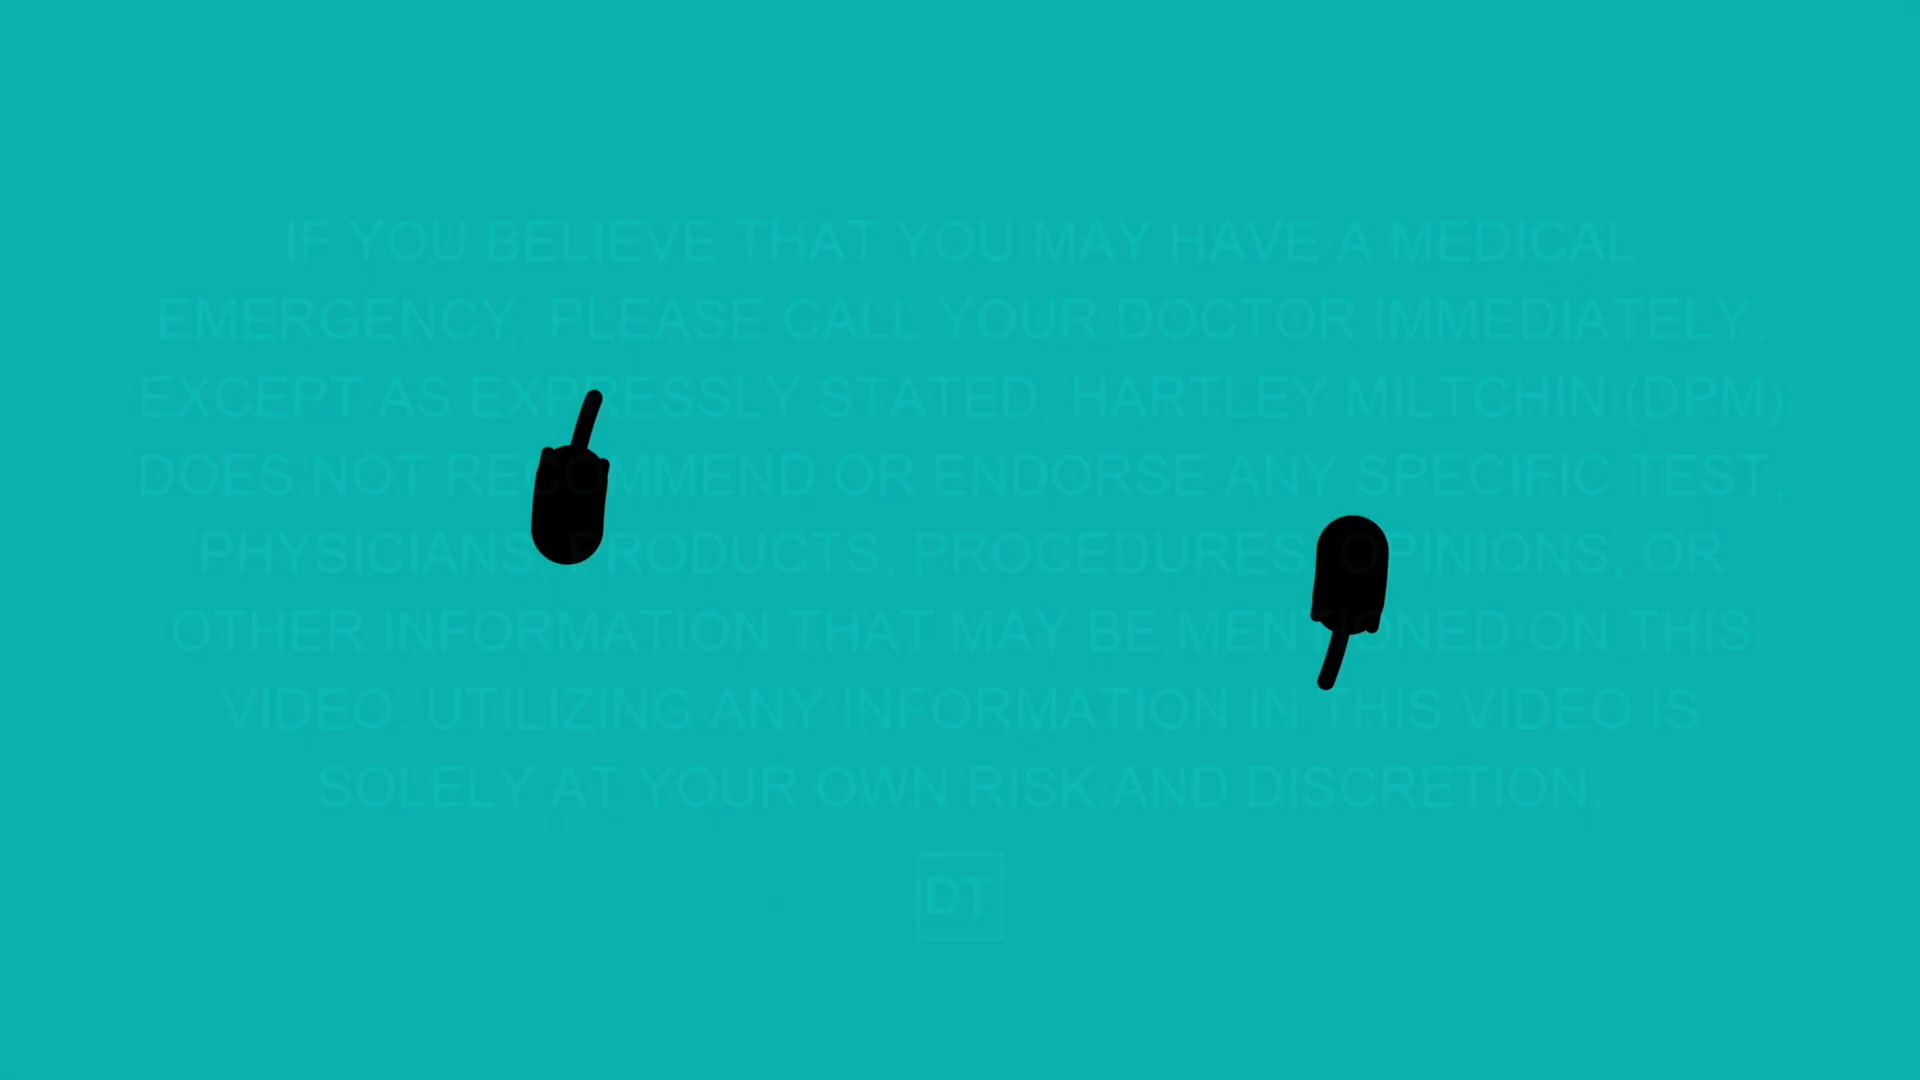 IF YOU BELIEVE THAT YOU MAY HAVE A MEDICAL
EMERGENCY, PLEASE CALL YOUR DOCTOR IMMEDIATELY.
EXCEPT AS EXPRESSLY STATED, HARTLEY MILTCHIN (DPM)
DOES NOT RECOMMEND OR ENDORSE ANY SPECIFIC TEST,
PHYSICIANS, PRODUCTS, PROCEDURES, OPINIONS, OR
OTHER INFORMATION THAT MAY BE MENTIONED ON THIS
VIDEO. UTILIZING ANY INFORMATION IN THIS VIDEO IS
SOLELY AT YOUR OWN RISK AND DISCRETION.
DT